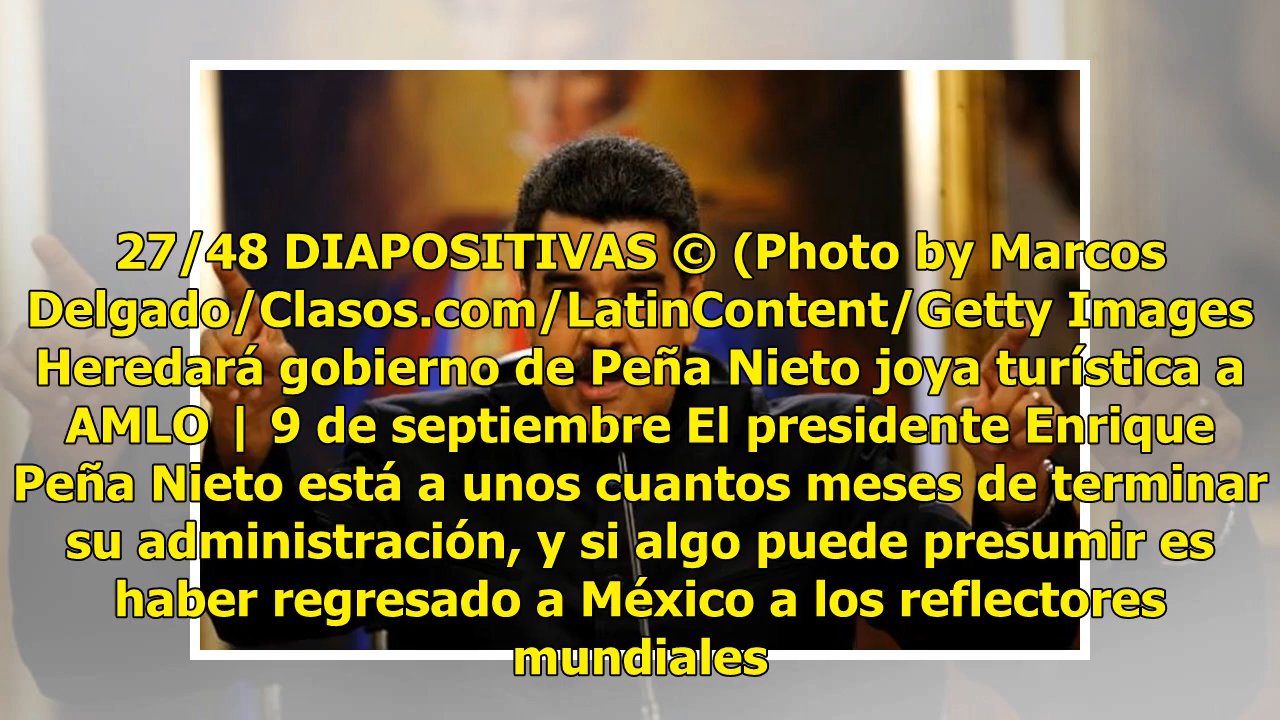 27/48 DIAPOSITIVAS © (Photo by Marcos
Delgado/Clasos.com/LatinContent/Getty Images
Heredará gobierno de Peña Nieto joya turística a
AMLO | 9 de septiembre El presidente Enrique
Peña Nieto está a unos cuantos meses de terminar
su administración, y si algo puede presumir es
haber regresado a México a los reflectores
mundiales